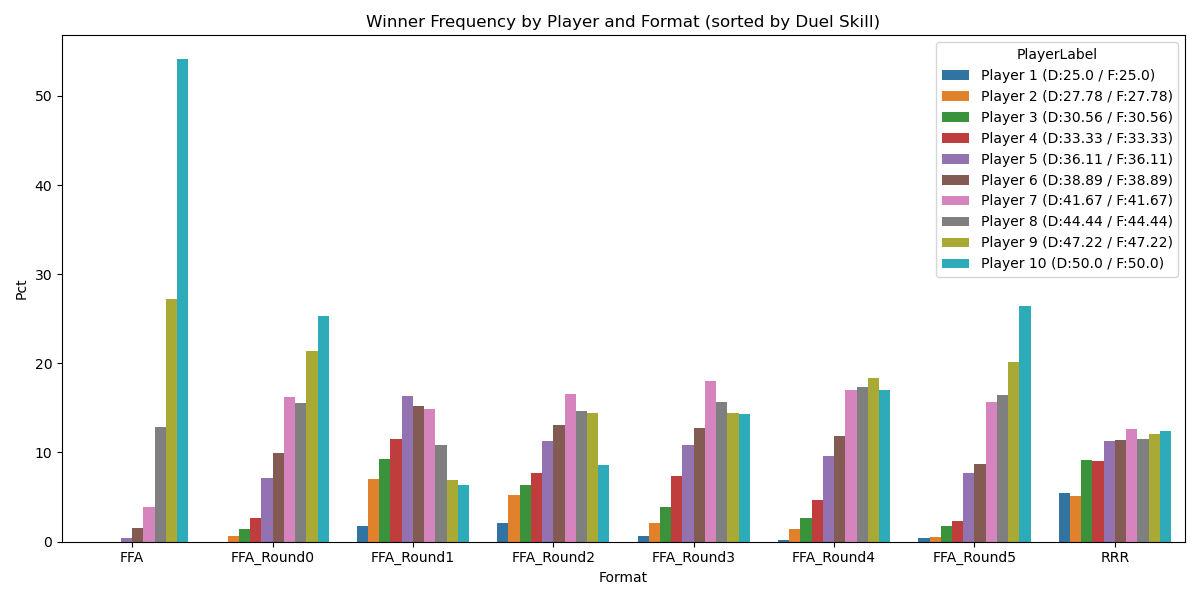 Winner Frequency by Player and Format (sorted by Duel Skill)
PlayerLabel
Player 1 (D:25.0 / F:25.0)
Player 2 (D:27.78 / F:27.78)
Player 3 (D:30.56 / F:30.56)
Player 4 (D:33.33 / F:33.33)
Player 5 (D:36.11 / F:36.11)
Player 6 (D:38.89 / F:38.89)
Player 7 (D:41.67 / F:41.67)
Player 8 (D:44.44 / F:44.44)
Player 9 (D:47.22 / F:47.22)
Player 10 (D:50.0 / F:50.0)
Pct
50
40
30
20
10
0
FFA FFA_Round0 FFA_Round1 FFA_Round2 FFA_Round3 FFA_Round4 FFA_Round5 RRR
Format